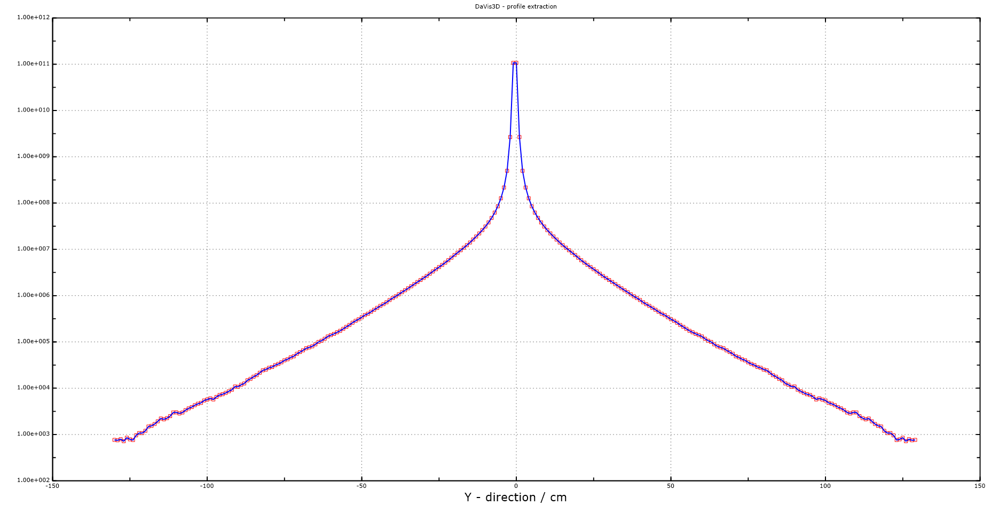 DaVis3D - profile extraction
1.00e+012
1.00e+011
1.00e+010
1.00e+009
1.00e+008
1.00e+007
1.00e+006
1.00e+005
1.00e+004
1.00e+003
1.00e+002
-150 -100 -50 0 50 100 150
Y - direction / cm